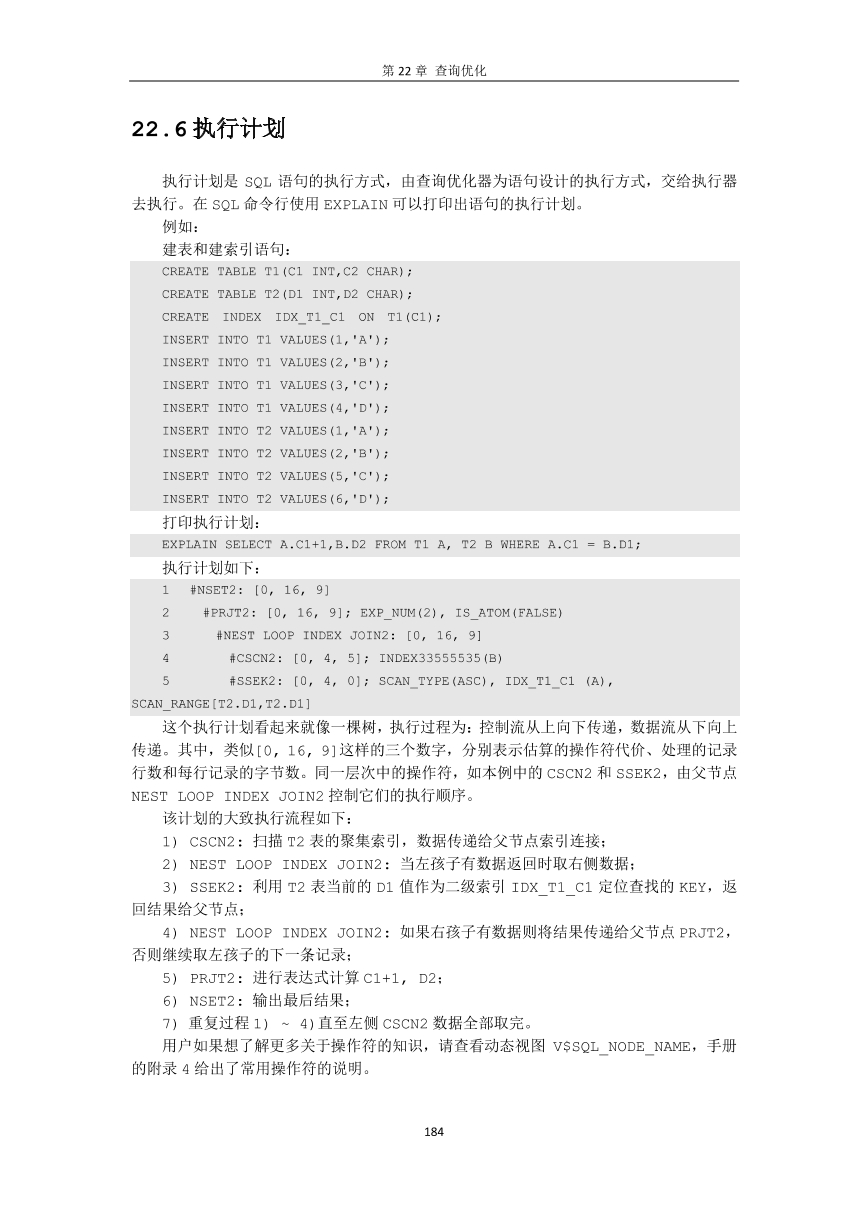 第 22 章 查询优化
22.6 执行计划
执行计划是 SQL 语句的执行方式，由查询优化器为语句设计的执行方式，交给执行器
去执行。在 SQL 命令行使用 EXPLAIN 可以打印出语句的执行计划。
例如：
建表和建索引语句：
CREATE TABLE T1(C1 INT,C2 CHAR);
CREATE TABLE T2(D1 INT,D2 CHAR);
CREATE INDEX IDX_T1_C1 ON T1(C1);
INSERT INTO T1 VALUES(1,'A');
INSERT INTO T1 VALUES(2,'B');
INSERT INTO T1 VALUES(3,'C');
INSERT INTO T1 VALUES(4,'D');
INSERT INTO T2 VALUES(1,'A');
INSERT INTO T2 VALUES(2,'B');
INSERT INTO T2 VALUES(5,'C');
INSERT INTO T2 VALUES(6,'D');
打印执行计划：
EXPLAIN SELECT A.C1+1,B.D2 FROM T1 A, T2 B WHERE A.C1 = B.D1;
执行计划如下：
1 #NSET2: [0, 16, 9]
2 #PRJT2: [0, 16, 9]; EXP_NUM(2), IS_ATOM(FALSE)
3 #NEST LOOP INDEX JOIN2: [0, 16, 9]
4 #CSCN2: [0, 4, 5]; INDEX33555535(B)
5 #SSEK2: [0, 4, 0]; SCAN_TYPE(ASC), IDX_T1_C1 (A),
SCAN_RANGE[T2.D1,T2.D1]
这个执行计划看起来就像一棵树，执行过程为：控制流从上向下传递，数据流从下向上
传递。其中，类似[0, 16, 9]这样的三个数字，分别表示估算的操作符代价、处理的记录
行数和每行记录的字节数。同一层次中的操作符，如本例中的 CSCN2 和 SSEK2，由父节点
NEST LOOP INDEX JOIN2 控制它们的执行顺序。
该计划的大致执行流程如下：
1) CSCN2: 扫描 T2 表的聚集索引，数据传递给父节点索引连接；
2) NEST LOOP INDEX JOIN2: 当左孩子有数据返回时取右侧数据；
3) SSEK2: 利用 T2 表当前的 D1 值作为二级索引 IDX_T1_C1 定位查找的 KEY，返
回结果给父节点；
4) NEST LOOP INDEX JOIN2: 如果右孩子有数据则将结果传递给父节点 PRJT2，
否则继续取左孩子的下一条记录；
5) PRJT2: 进行表达式计算 C1+1, D2；
6) NSET2: 输出最后结果；
7) 重复过程 1) ~ 4)直至左侧 CSCN2 数据全部取完。
用户如果想了解更多关于操作符的知识，请查看动态视图 V$SQL_NODE_NAME，手册
的附录 4 给出了常用操作符的说明。
184